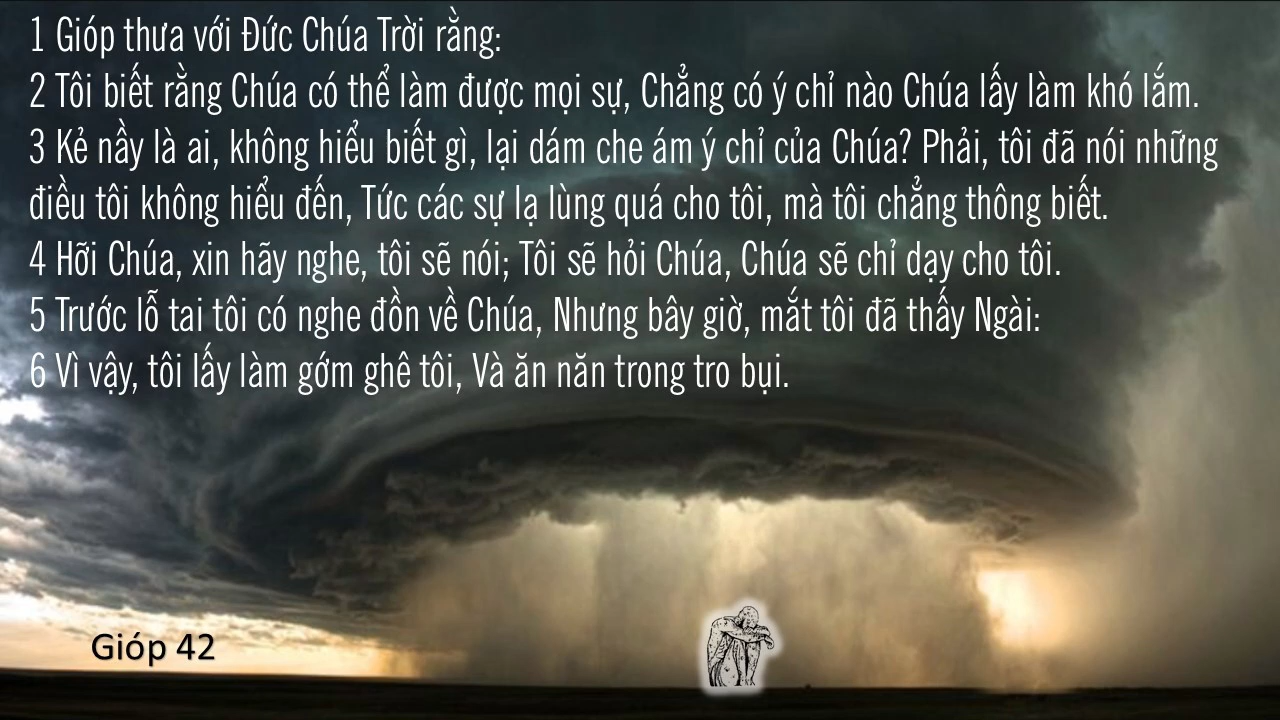 1 Gióp thưa với Đức Chúa Trời rằng:
2 Tôi biết rằng Chúa có thể làm được mọi sự, Chẳng có ý chỉ nào Chúa lấy làm khó lắm.
3 Kẻ nầy là ai, không hiểu biết gì, lại dám che ám ý chỉ của Chúa? Phải, tôi đã nói những
điều tôi không hiểu đến, Tức các sự lạ lùng quá cho tôi, mà tôi chẳng thông biết.
4 Hỡi Chúa, xin hãy nghe, tôi sẽ nói; Tôi sẽ hỏi Chúa, Chúa sẽ chỉ dạy cho tôi.
5 Trước lỗ tai tôi có nghe đồn về Chúa, Nhưng bây giờ, mắt tôi đã thấy Ngài:
6 Vì vậy, tôi lấy làm gớm ghê tôi, Và ăn năn trong tro bụi.
Gióp 42